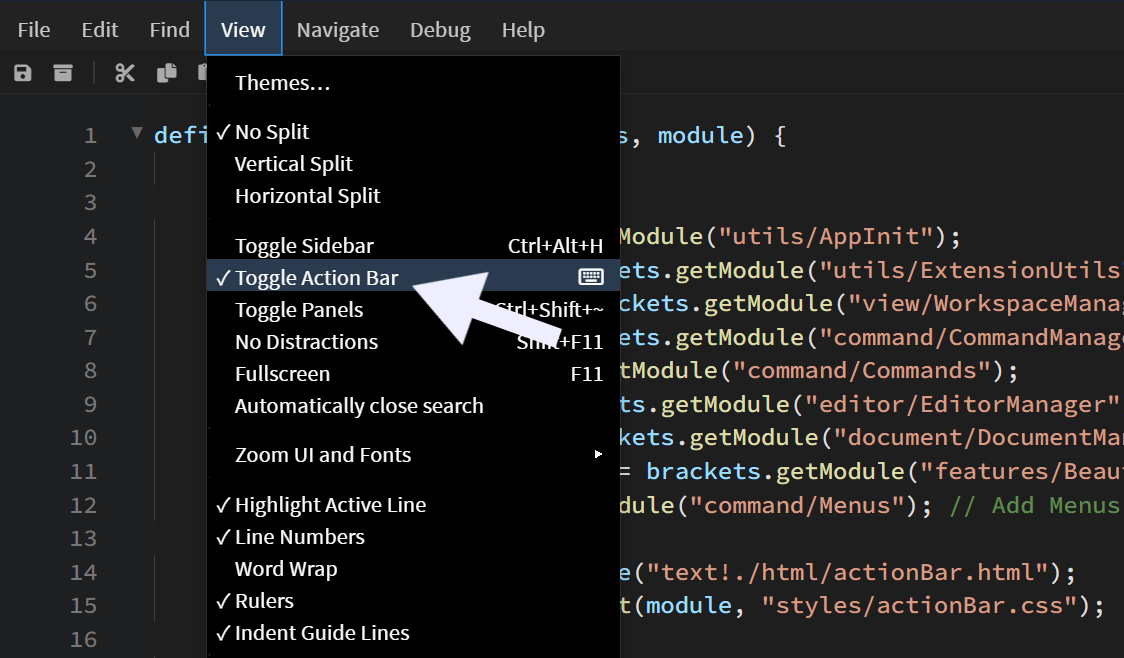 File Edit Find View Navigate Debug Help
Themes...
✓ No Split
Vertical Split
Horizontal Split
Toggle Sidebar Ctrl+Alt+H
✓ Toggle Action Bar
Toggle Panels Ctrl+Shift+~
No Distractions Shift+F11
Fullscreen F11
Automatically close search
Zoom UI and Fonts
✓ Highlight Active Line
✓ Line Numbers
Word Wrap
✓ Rulers
✓ Indent Guide Lines
1 defi s, module) {
2
3
4 Module("utils/AppInit");
5 ets.getModule("utils/ExtensionUtils
6 ckets.getModule("view/WorkspaceMana
7 ets.getModule("command/CommandManage
8 tModule("command/Commands");
9 ts.getModule("editor/EditorManager"
10 kets.getModule("document/DocumentMa
11 = brackets.getModule("features/Beau
12 dule("command/Menus"); // Add Menus
13
14 e("text!./html/actionBar.html");
15 t(module, "styles/actionBar.css");
16